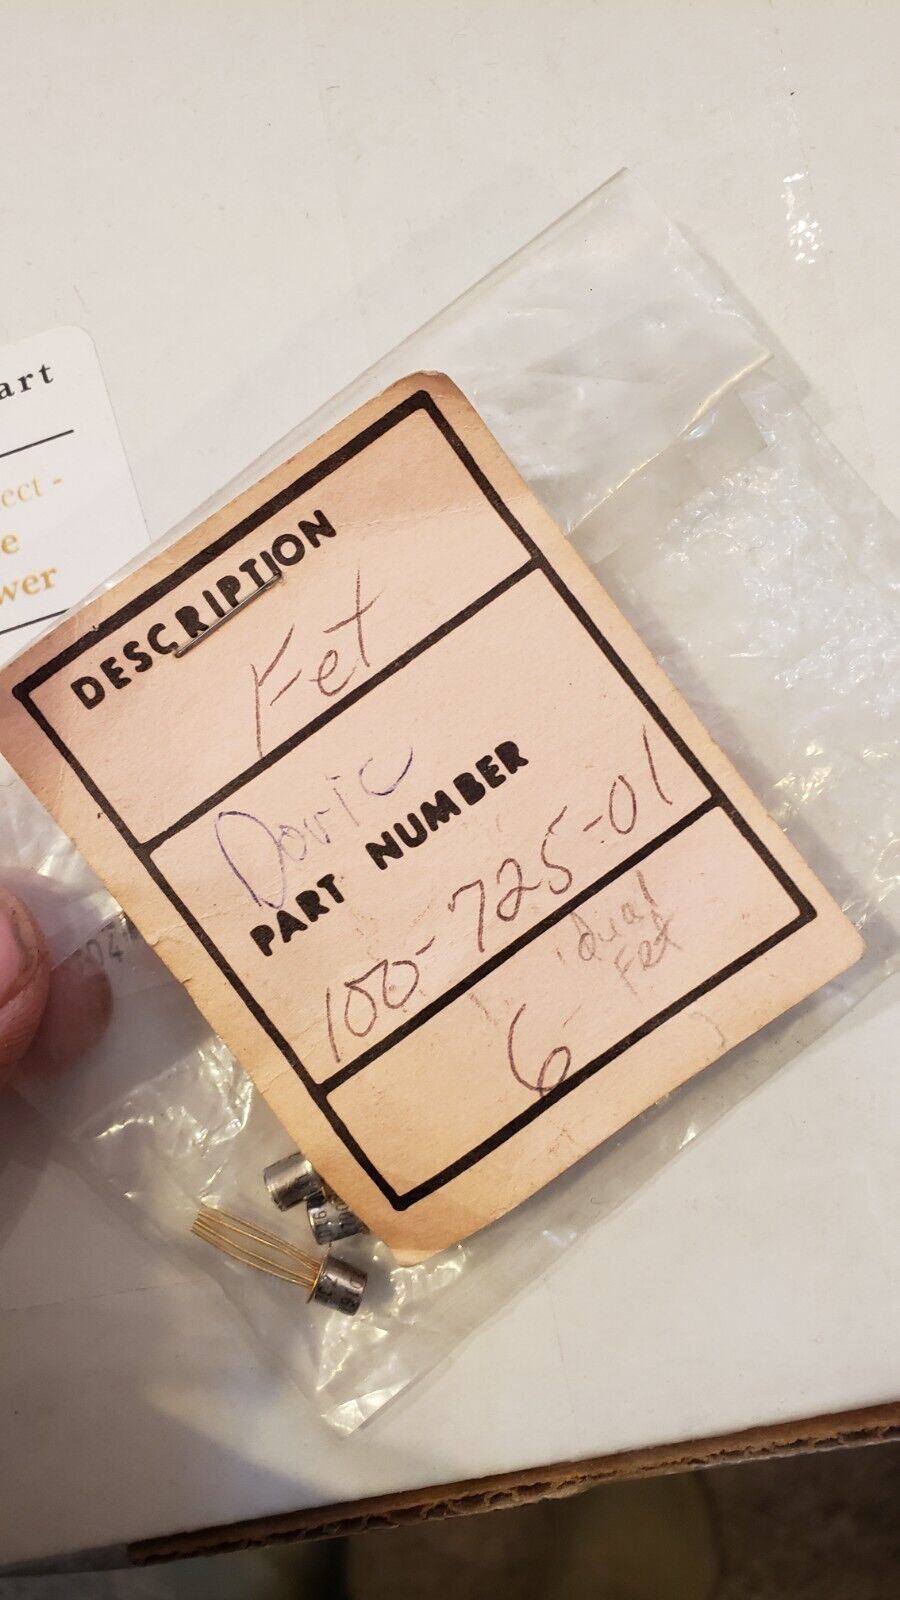 art
ect -
e
wer
DESCRIPTION
Fet
Doric
PART NUMBER
100-725-01
dual
Fet
6